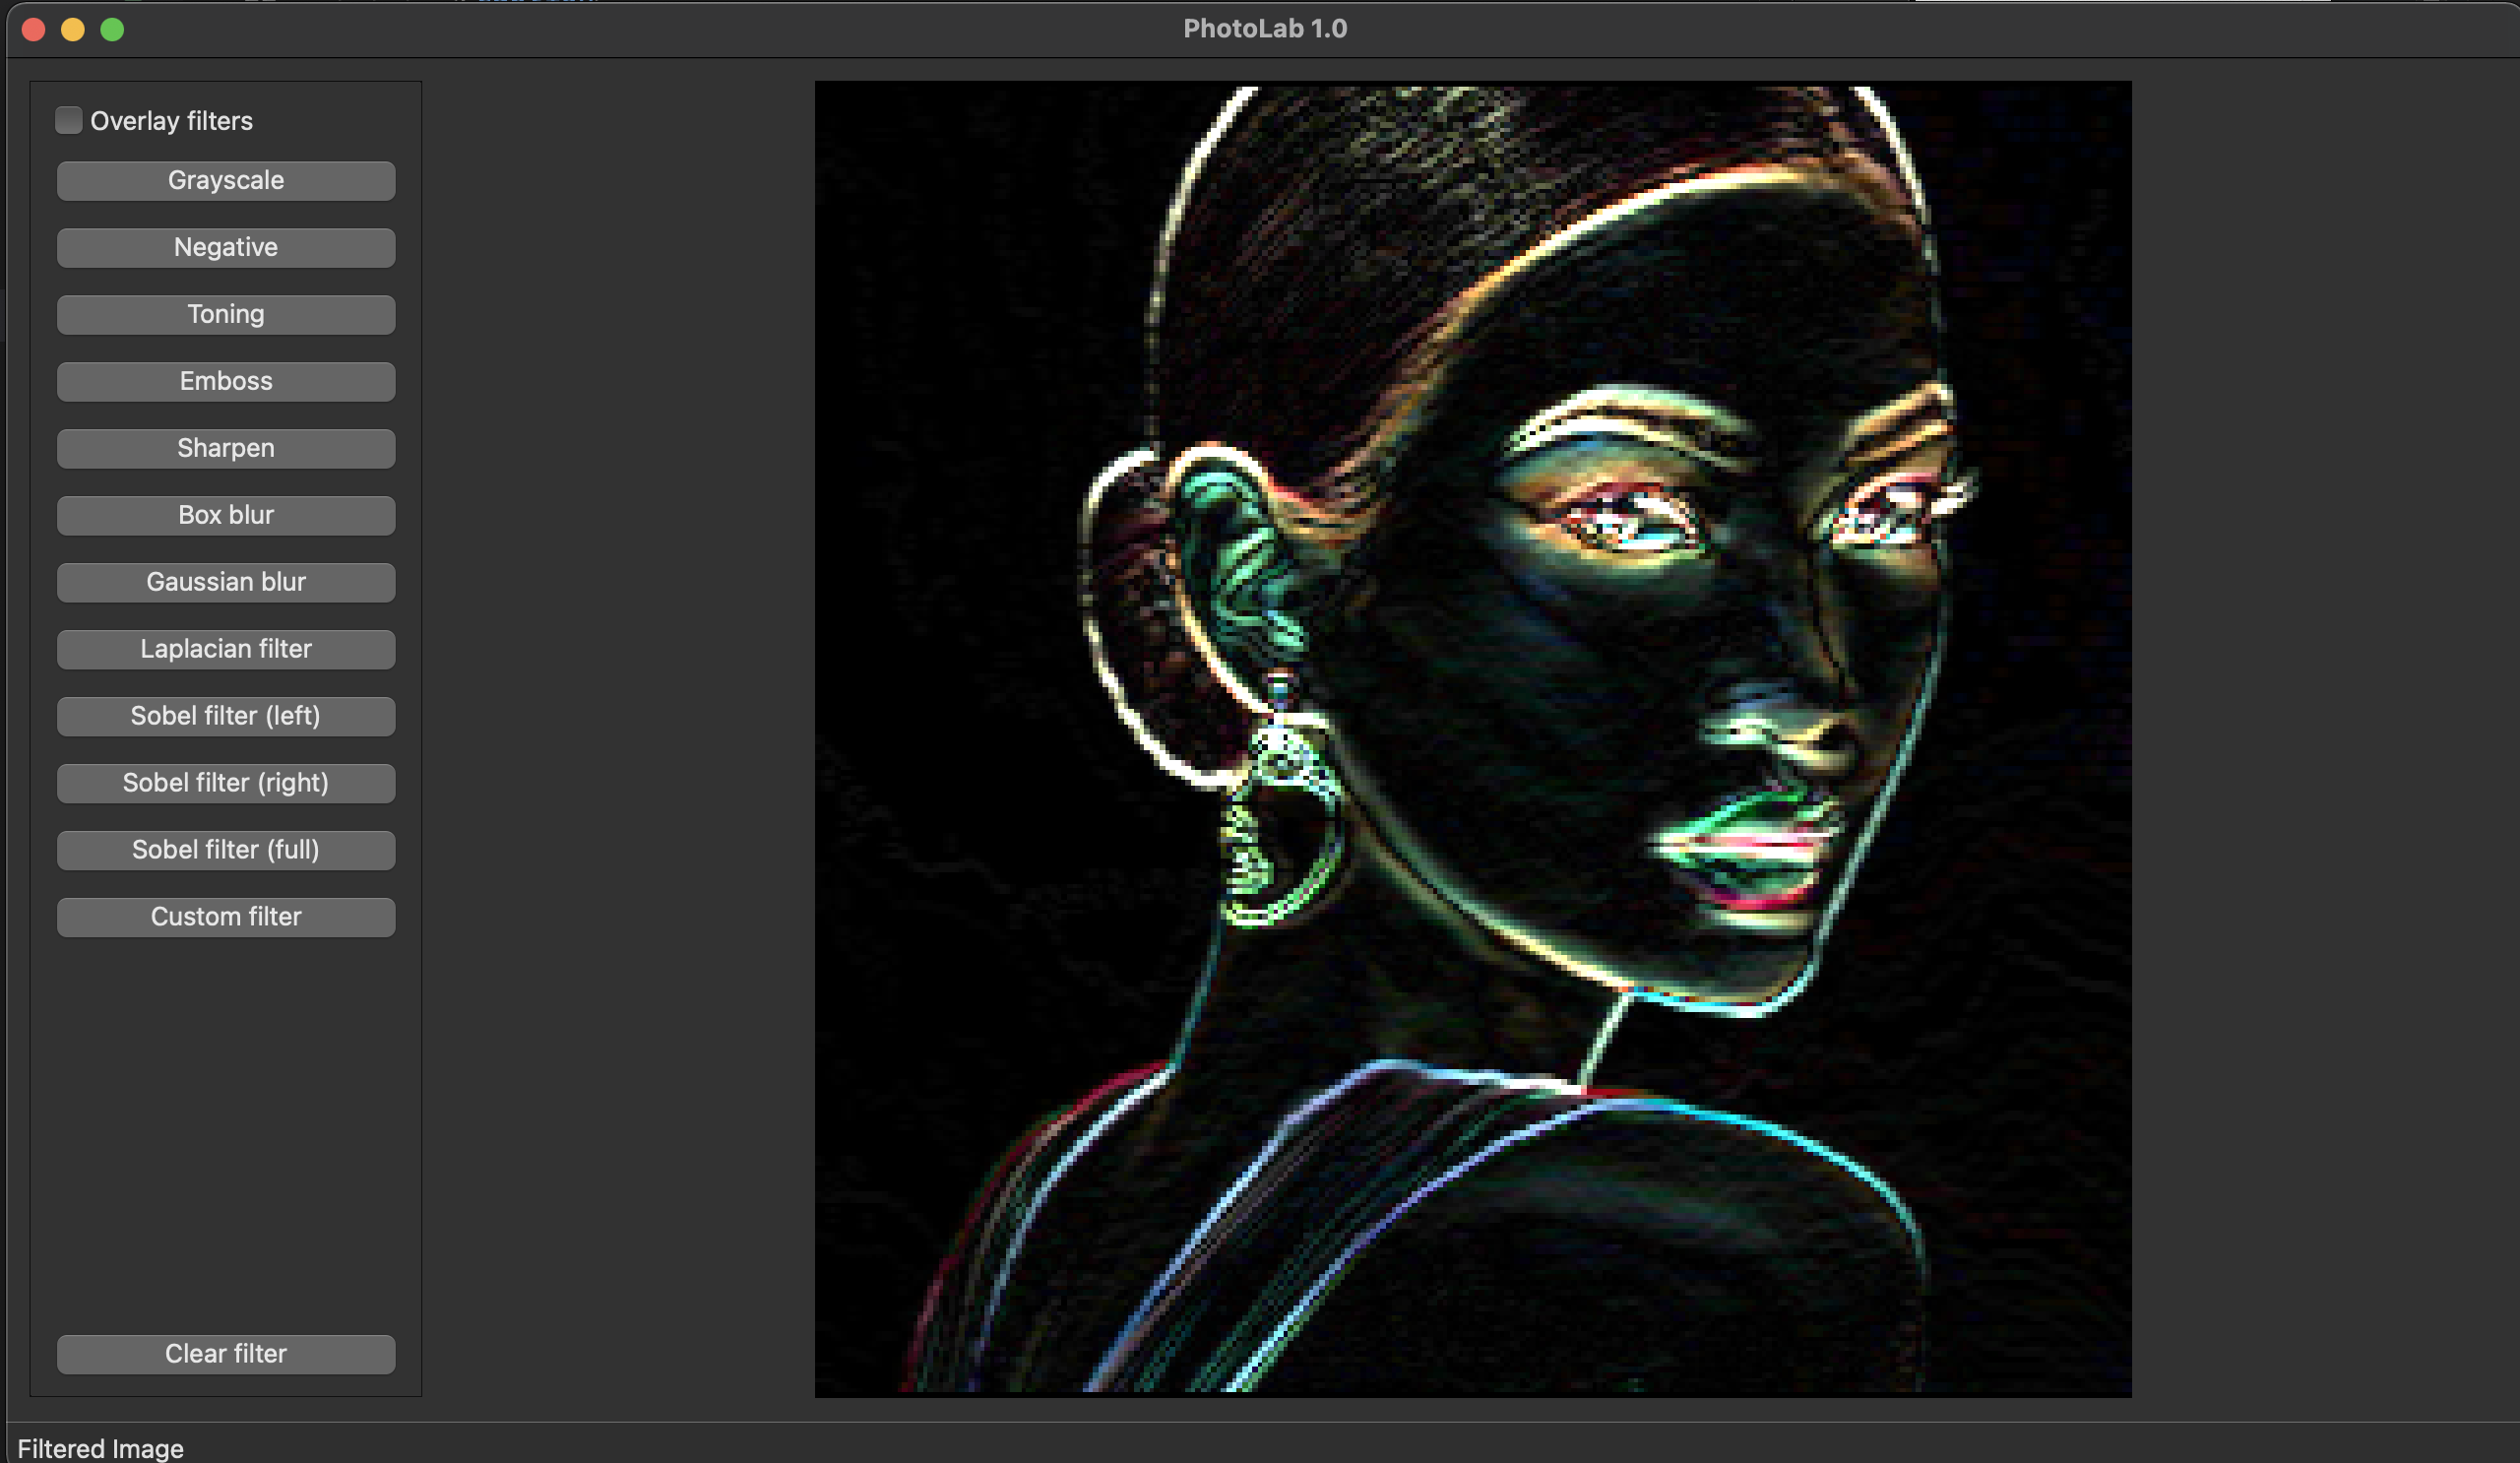 PhotoLab 1.0
Overlay filters
Grayscale
Negative
Toning
Emboss
Sharpen
Box blur
Gaussian blur
Laplacian filter
Sobel filter (left)
Sobel filter (right)
Sobel filter (full)
Custom filter
Clear filter
Filtered Image